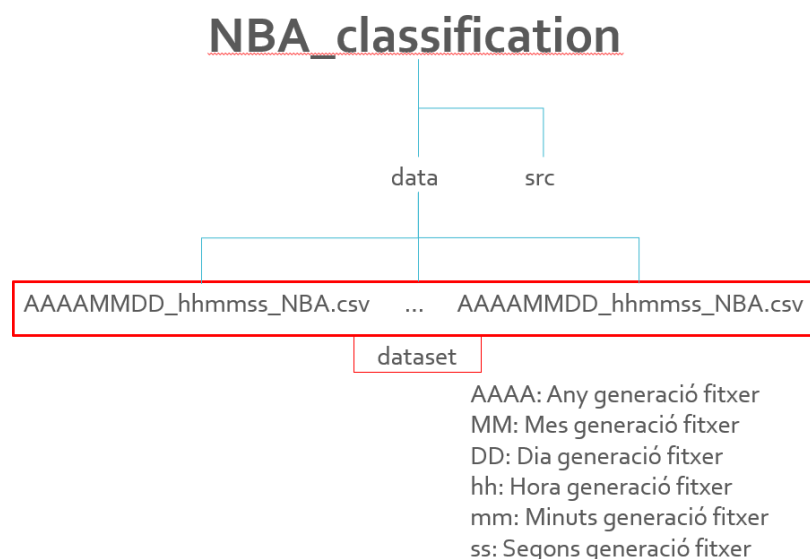 NBA_classification
data src
AAAAMMDD_hhmmss_NBA.csv ... AAAAMMDD_hhmmss_NBA.csv
dataset
AAAA: Any generació fitxer
MM: Mes generació fitxer
DD: Dia generació fitxer
hh: Hora generació fitxer
mm: Minuts generació fitxer
ss: Segons generació fitxer